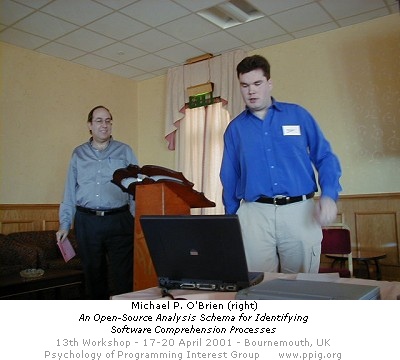 Michael P. O'Brien (right)
An Open-Source Analysis Schema for Identifying
Software Comprehension Processes
13th Workshop - 17-20 April 2001 - Bournemouth, UK
Psychology of Programming Interest Group www.ppig.org